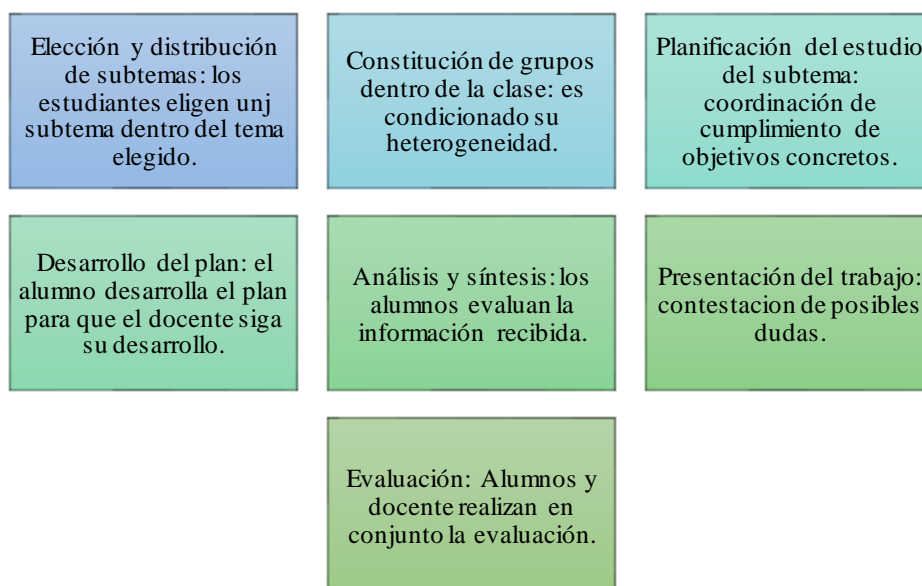 Elección y distribución
de subtemas: los
estudiantes eligen unj
subtema dentro del tema
elegido.
Constitución de grupos
dentro de la clase: es
condicionado su
heterogeneidad.
Planificación del estudio
del subtema:
coordinación de
cumplimiento de
objetivos concretos.
Desarrollo del plan: el
alumno desarrolla el plan
para que el docente siga
su desarrollo.
Análisis y síntesis: los
alumnos evaluan la
información recibida.
Presentación del trabajo:
contestacion de posibles
dudas.
Evaluación: Alumnos y
docente realizan en
conjunto la evaluación.